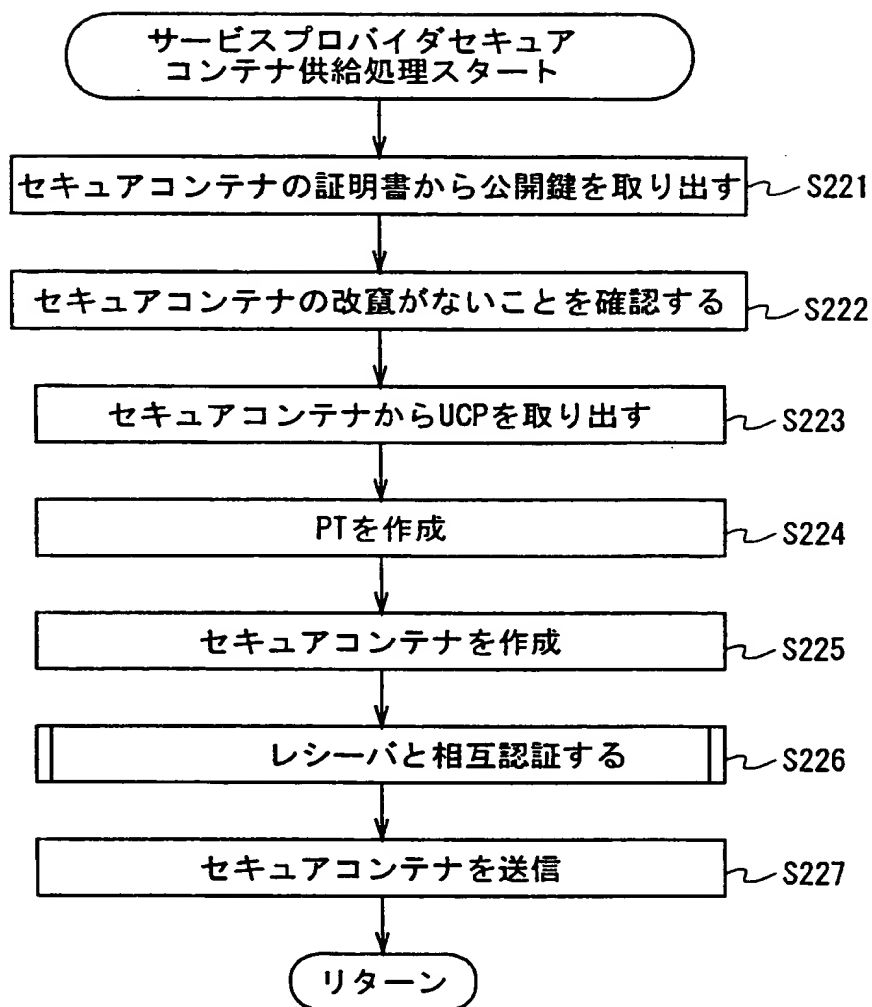 サービスプロバイダセキュア
コンテナ供給処理スタート
セキュアコンテナの証明書から公開鍵を取り出す S221
セキュアコンテナの改竄がないことを確認する S222
セキュアコンテナからUCPを取り出す S223
PTを作成 S224
セキュアコンテナを作成 S225
レシーバと相互認証する S226
セキュアコンテナを送信 S227
リターン